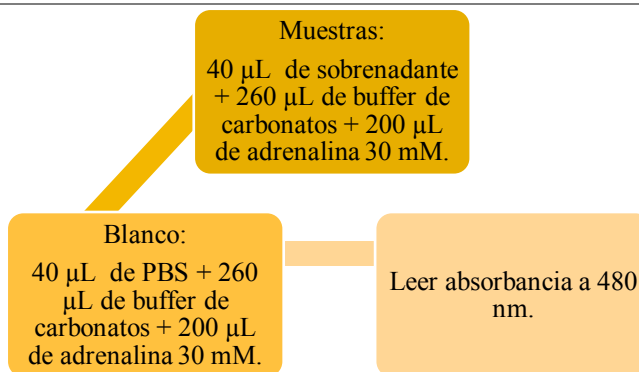 Muestras:
40 μL de sobrenadante
+ 260 μL de buffer de
carbonatos + 200 μL
de adrenalina 30 mM.
Blanco:
40 μL de PBS + 260
μL de buffer de
carbonatos + 200 μL
de adrenalina 30 mM.
Leer absorbancia a 480
nm.